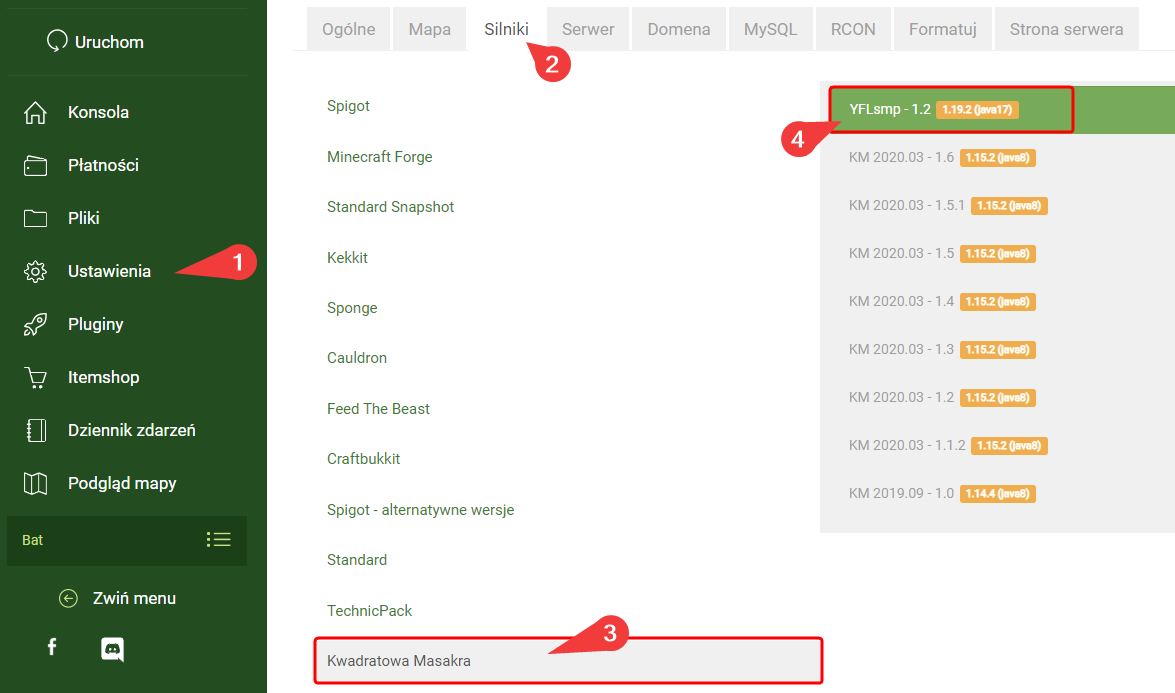 Uruchom
Konsola
Płatności
Pliki
Ustawienia
1
Pluginy
Itemshop
Dziennik zdarzeń
Podgląd mapy
Bat
Zwiń menu
Ogólne
Mapa
Silniki
Serwer
Domena
MySQL
RCON
Formatuj
Strona serwera
2
Spigot
Minecraft Forge
Standard Snapshot
Kekkit
Sponge
Cauldron
Feed The Beast
Craftbukkit
Spigot - alternatywne wersje
Standard
TechnicPack
3
Kwadratowa Masakra
4
YFLsmp - 1.2 1.19.2 (java17)
KM 2020.03 - 1.6 1.15.2 (java8)
KM 2020.03 - 1.5.1 1.15.2 (java8)
KM 2020.03 - 1.5 1.15.2 (java8)
KM 2020.03 - 1.4 1.15.2 (java8)
KM 2020.03 - 1.3 1.15.2 (java8)
KM 2020.03 - 1.2 1.15.2 (java8)
KM 2020.03 - 1.1.2 1.15.2 (java8)
KM 2019.09 - 1.0 1.14.4 (java8)